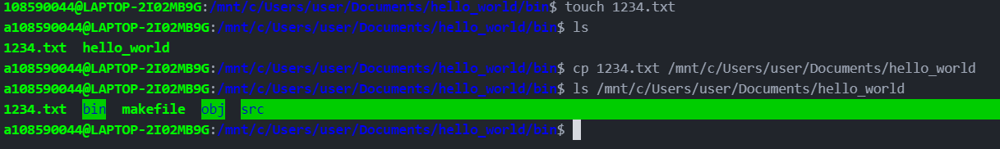 108590044@LAPTOP-2I02MB9G:/mnt/c/Users/user/Documents/hello_world/bin$ touch 1234.txt
a108590044@LAPTOP-2I02MB9G:/mnt/c/Users/user/Documents/hello_world/bin$ ls
1234.txt  hello_world
a108590044@LAPTOP-2I02MB9G:/mnt/c/Users/user/Documents/hello_world/bin$ cp 1234.txt /mnt/c/Users/user/Documents/hello_world
a108590044@LAPTOP-2I02MB9G:/mnt/c/Users/user/Documents/hello_world/bin$ ls /mnt/c/Users/user/Documents/hello_world
1234.txt  bin  makefile  obj  src
a108590044@LAPTOP-2I02MB9G:/mnt/c/Users/user/Documents/hello_world/bin$